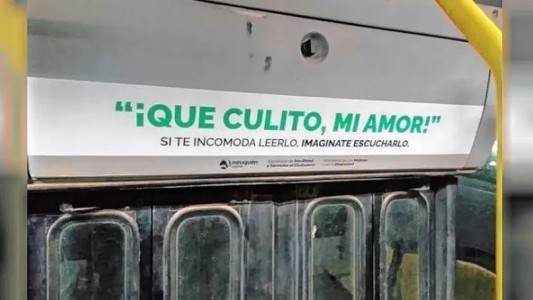 “¡QUE CULITO, MI AMOR!”
SI TE INCOMODA LEERLO, IMAGINATE ESCUCHARLO.
neuquén